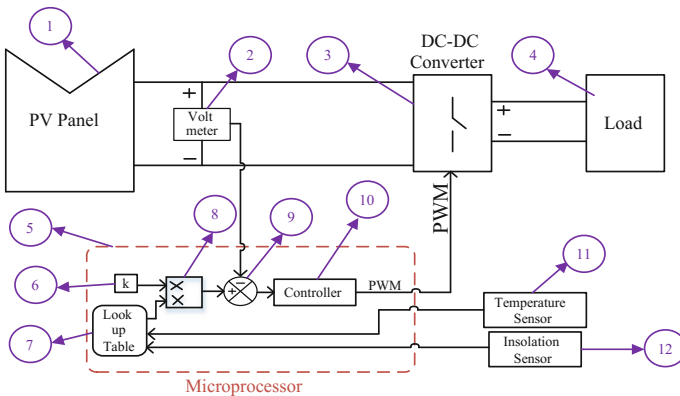 1
2
3
4
DC-DC
Converter
PV Panel
+
Volt
meter
−
+
−
Load
PWM
5
8
9
10
11
6
k
X
X
+
−
Controller
PWM
7
Look
up
Table
Temperature
Sensor
Insolation
Sensor
12
Microprocessor